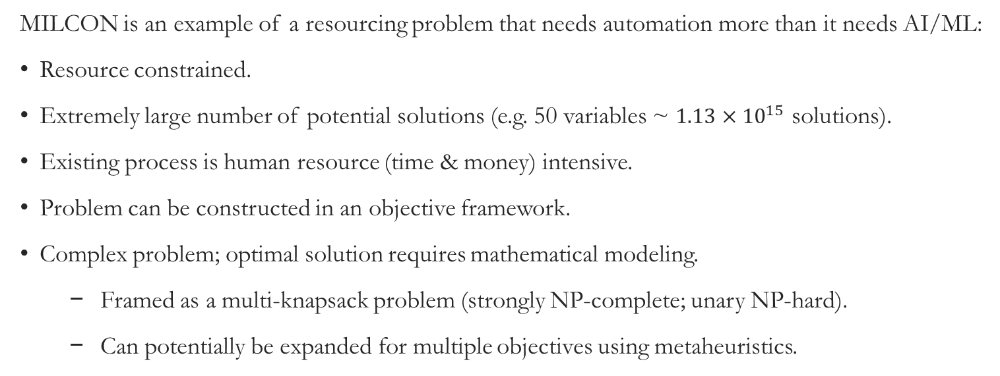 MILCON is an example of a resourcing problem that needs automation more than it needs AI/ML:
• Resource constrained.
• Extremely large number of potential solutions (e.g. 50 variables ~ 1.13 × 10¹⁵ solutions).
• Existing process is human resource (time & money) intensive.
• Problem can be constructed in an objective framework.
• Complex problem; optimal solution requires mathematical modeling.
– Framed as a multi-knapsack problem (strongly NP-complete; unary NP-hard).
– Can potentially be expanded for multiple objectives using metaheuristics.